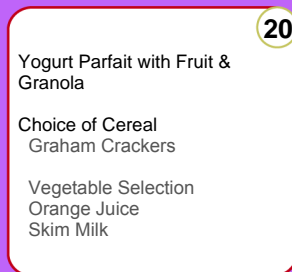 20
Yogurt Parfait with Fruit &
Granola
Choice of Cereal
Graham Crackers
Vegetable Selection
Orange Juice
Skim Milk